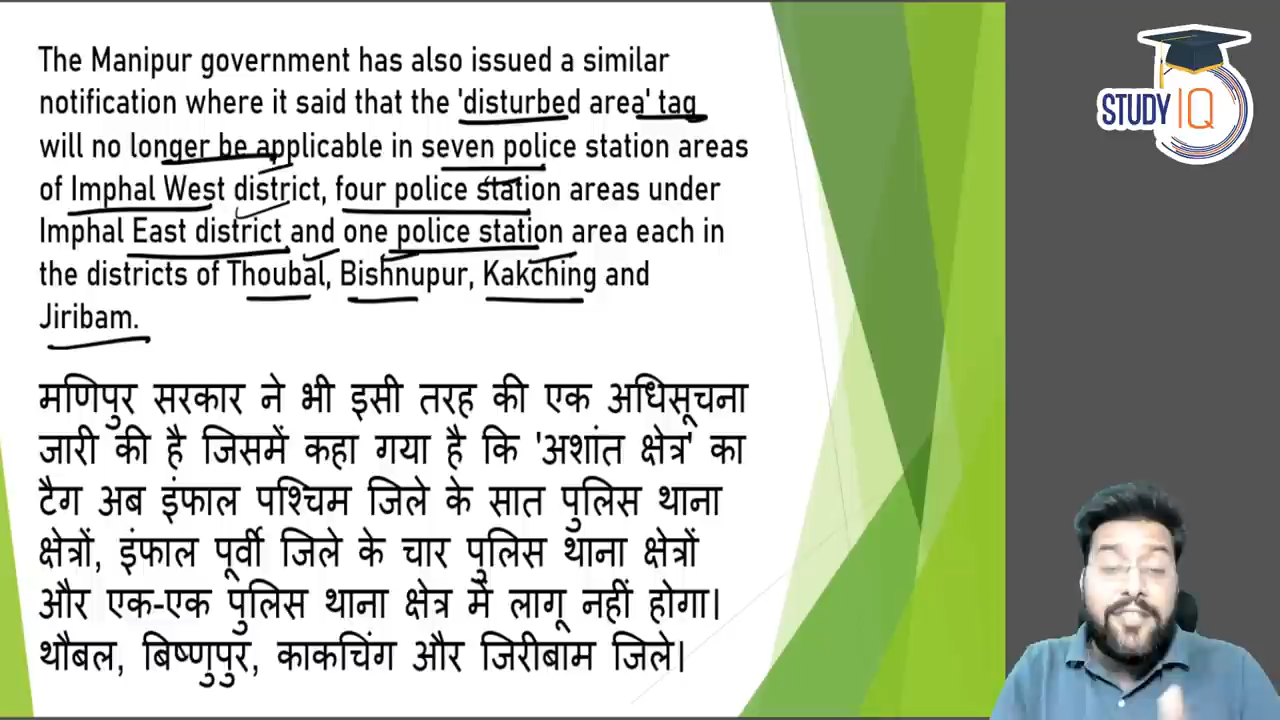 The Manipur government has also issued a similar
notification where it said that the 'disturbed area' tag
will no longer be applicable in seven police station areas
of Imphal West district, four police station areas under
Imphal East district and one police station area each in
the districts of Thoubal, Bishnupur, Kakching and
Jiribam.
मणिपुर सरकार ने भी इसी तरह की एक अधिसूचना
जारी की है जिसमें कहा गया है कि 'अशांत क्षेत्र' का
टैग अब इंफाल पश्चिम जिले के सात पुलिस थाना
क्षेत्रों, इंफाल पूर्वी जिले के चार पुलिस थाना क्षेत्रों
और एक-एक पुलिस थाना क्षेत्र में लागू नहीं होगा।
थौबल, बिष्णुपुर, काकचिंग और जिरीबाम जिले।
STUDY IQ